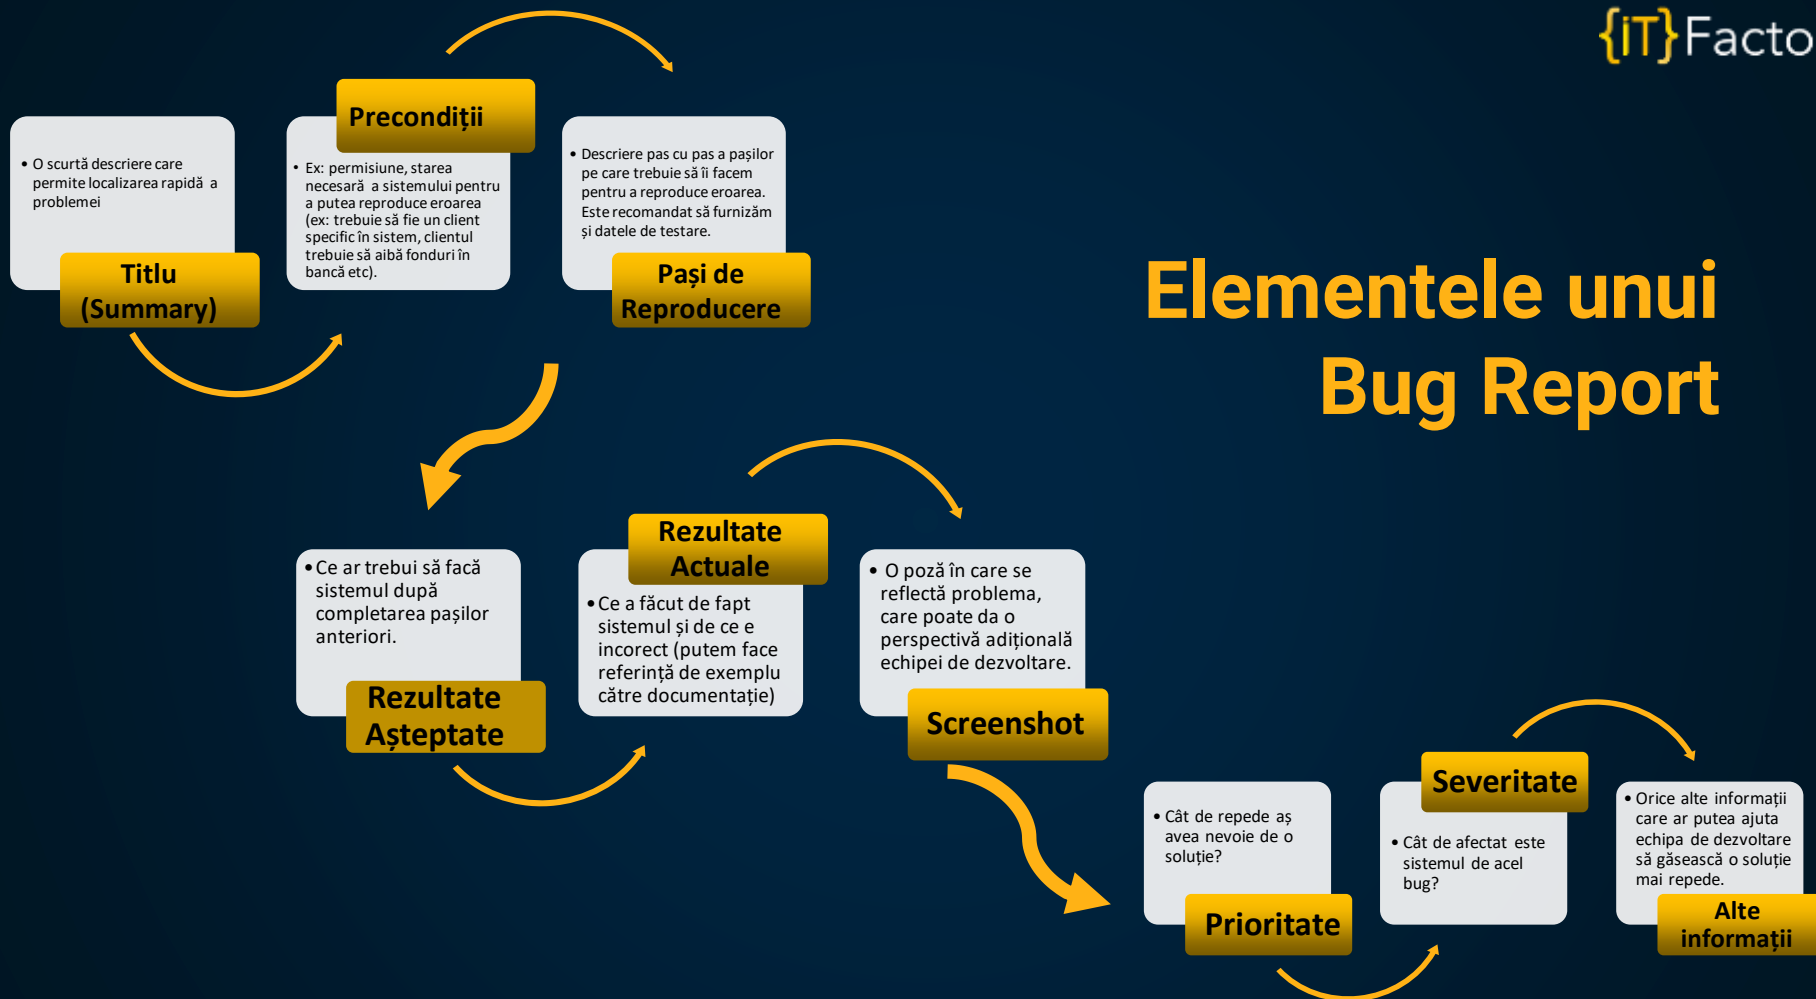 {iT}Facto
Precondiții
• O scurtă descriere care
permite localizarea rapidă a
problemei
Titlu
(Summary)
• Ex: permisiune, starea
necesară a sistemului pentru
a putea reproduce eroarea
(ex: trebuie să fie un client
specific în sistem, clientul
trebuie să aibă fonduri în
bancă etc).
• Descriere pas cu pas a pașilor
pe care trebuie să îi facem
pentru a reproduce eroarea.
Este recomandat să furnizăm
și datele de testare.
Pași de
Reproducere
Elementele unui
Bug Report
• Ce ar trebui să facă
sistemul după
completarea pașilor
anteriori.
Rezultate
Așteptate
Rezultate
Actuale
• Ce a făcut de fapt
sistemul și de ce e
incorect (putem face
referință de exemplu
către documentație)
• O poză în care se
reflectă problema,
care poate da o
perspectivă adițională
echipei de dezvoltare.
Screenshot
• Cât de repede aș
avea nevoie de o
soluție?
Prioritate
Severitate
• Cât de afectat este
sistemul de acel
bug?
• Orice alte informații
care ar putea ajuta
echipa de dezvoltare
să găsească o soluție
mai repede.
Alte
informații